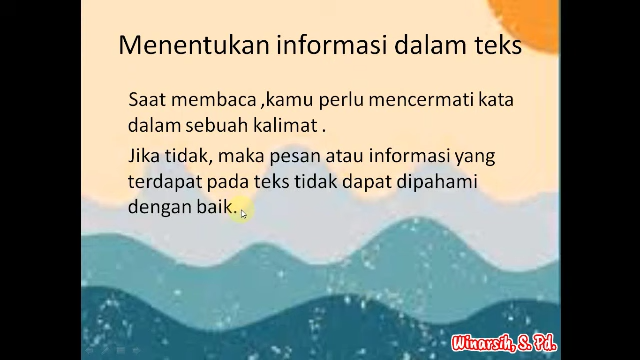 Menentukan informasi dalam teks
Saat membaca ,kamu perlu mencermati kata
dalam sebuah kalimat .
Jika tidak, maka pesan atau informasi yang
terdapat pada teks tidak dapat dipahami
dengan baik.
Winarsih, S. Pd.